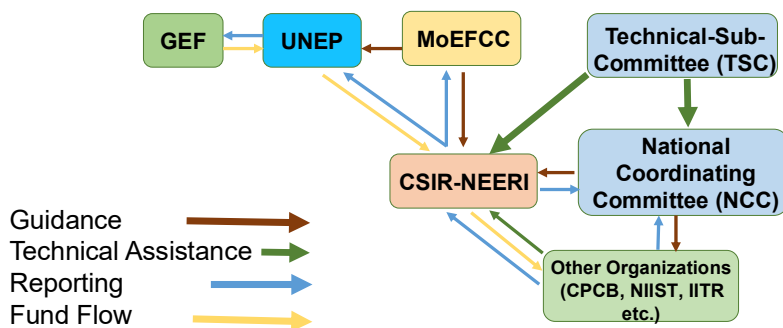 GEF
UNEP
MoEFCC
Technical-Sub-
Committee (TSC)
CSIR-NEERI
National
Coordinating
Committee (NCC)
Other Organizations
(CPCB, NIIST, IITR
etc.)
Guidance
Technical Assistance
Reporting
Fund Flow